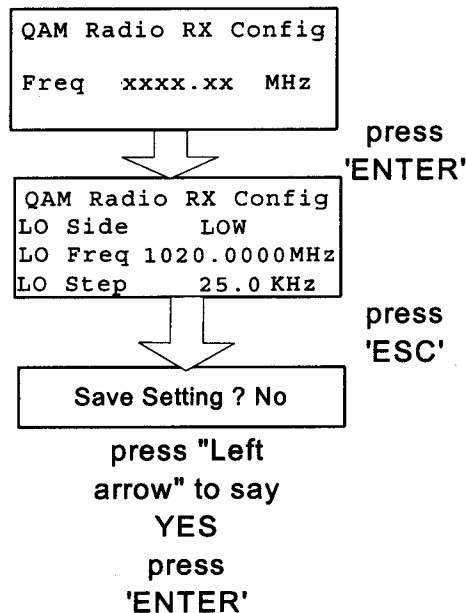 QAM Radio RX Config
Freq xxxx.xx MHz
press
'ENTER'
QAM Radio RX Config
LO Side LOW
LO Freq 1020.0000MHz
LO Step 25.0 KHz
press
'ESC'
Save Setting ? No
press "Left
arrow" to say
YES
press
'ENTER'